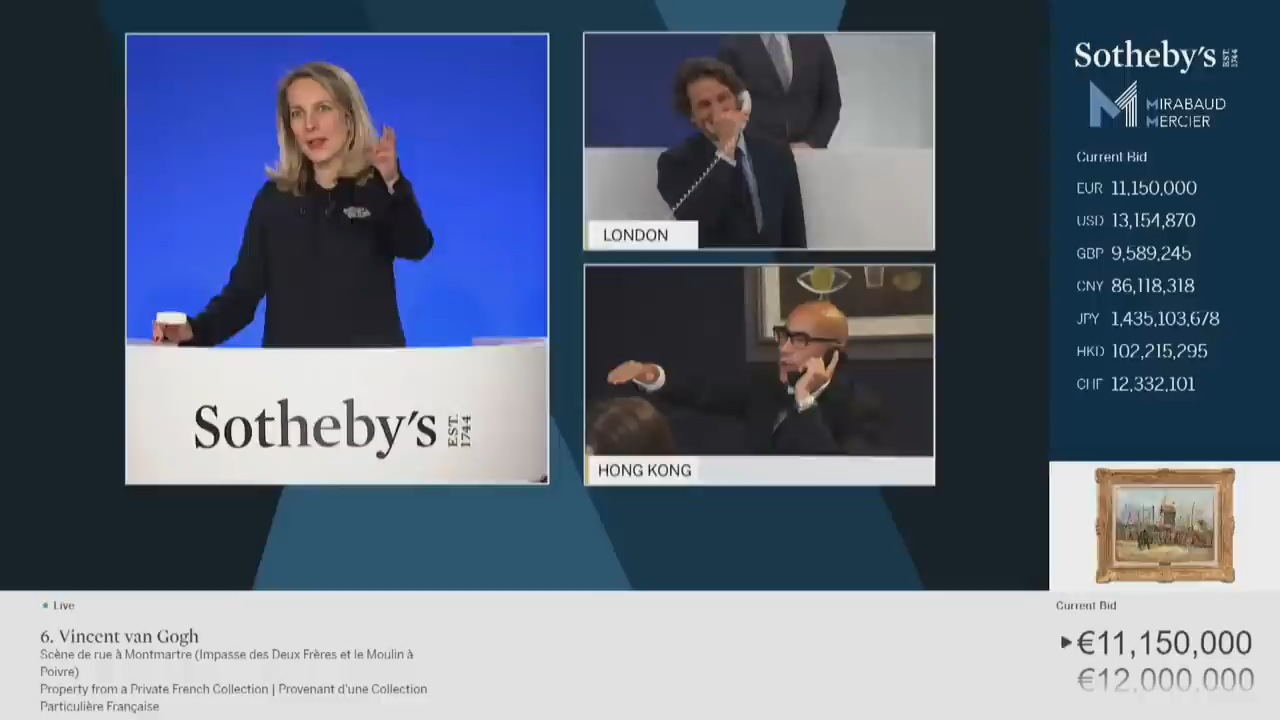 LONDON
Sotheby's EST. 1744
HONG KONG
Sotheby's EST. 1744
MIRABAUD
MERCIER
Current Bid
EUR 11,150,000
USD 13,154,870
GBP 9,589,245
CNY 86,118,318
JPY 1,435,103,678
HKD 102,215,295
CHF 12,332,101
Live
6. Vincent van Gogh
Scène de rue à Montmartre (Impasse des Deux Frères et le Moulin à
Poivre)
Property from a Private French Collection | Provenant d'une Collection
Particulière Française
Current Bid
€11,150,000
€12,000,000